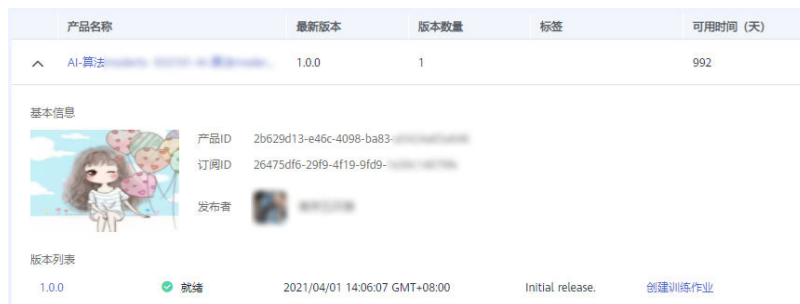 产品名称 最新版本 版本数量 标签 可用时间（天）
AI-算法 1.0.0 1 992
基本信息
产品ID 2b629d13-e46c-4098-ba83-
订阅ID 26475df6-29f9-4f19-9fd9-
发布者
版本列表
1.0.0 就绪 2021/04/01 14:06:07 GMT+08:00 Initial release. 创建训练作业